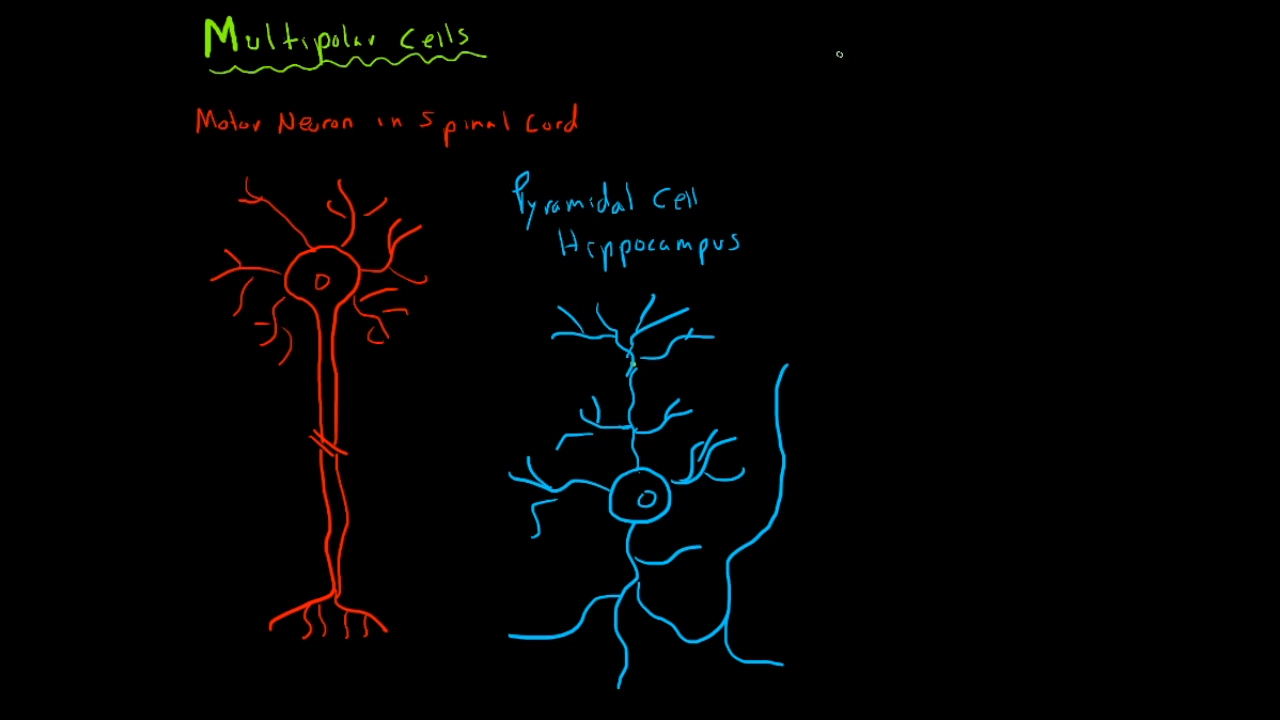 Multipolar Cells
Motor Neuron in Spinal Cord
Pyramidal Cell
Hippocampus